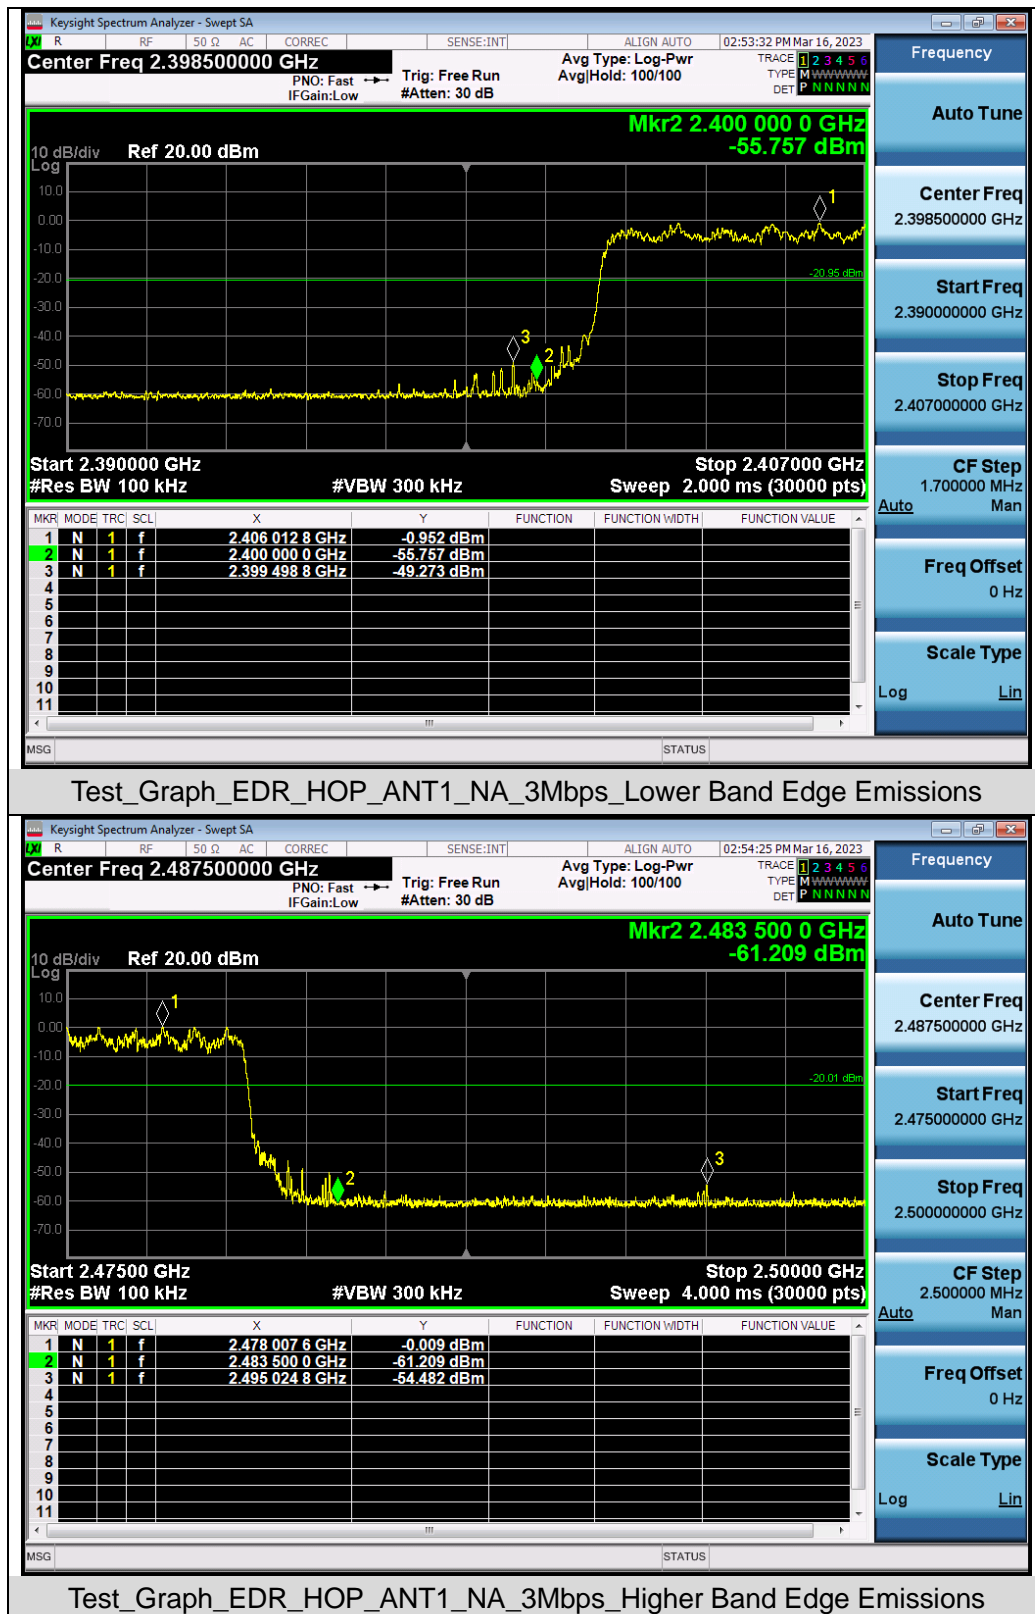 Keysight Spectrum Analyzer - Swept SA
LXI R RF 50 Ω AC CORREC SENSE:INT ALIGN AUTO 02:53:32 PM Mar 16, 2023
Center Freq 2.398500000 GHz
PNO: Fast
IFGain:Low
Trig: Free Run
#Atten: 30 dB
Avg Type: Log-Pwr
Avg|Hold: 100/100
TRACE 1 2 3 4 5 6
TYPE M WWWWW
DET P N N N N N
Frequency
Auto Tune
Center Freq
2.398500000 GHz
Start Freq
2.390000000 GHz
Stop Freq
2.407000000 GHz
CF Step
1.700000 MHz
Auto Man
Freq Offset
0 Hz
Scale Type
Log Lin
Mkr2 2.400 000 0 GHz
-55.757 dBm
10 dB/div Ref 20.00 dBm
Log
10.0
0.00
-10.0
-20.0
-30.0
-40.0
-50.0
-60.0
-70.0
1
-20.95 dBm
3
2
Start 2.390000 GHz Stop 2.407000 GHz
#Res BW 100 kHz #VBW 300 kHz Sweep 2.000 ms (30000 pts)
MKR MODE TRC SCL X Y FUNCTION FUNCTION WIDTH FUNCTION VALUE
1 N 1 f 2.406 012 8 GHz -0.952 dBm
2 N 1 f 2.400 000 0 GHz -55.757 dBm
3 N 1 f 2.399 498 8 GHz -49.273 dBm
4
5
6
7
8
9
10
11
MSG STATUS
Test_Graph_EDR_HOP_ANT1_NA_3Mbps_Lower Band Edge Emissions
Keysight Spectrum Analyzer - Swept SA
LXI R RF 50 Ω AC CORREC SENSE:INT ALIGN AUTO 02:54:25 PM Mar 16, 2023
Center Freq 2.487500000 GHz
PNO: Fast
IFGain:Low
Trig: Free Run
#Atten: 30 dB
Avg Type: Log-Pwr
Avg|Hold: 100/100
TRACE 1 2 3 4 5 6
TYPE M WWWWW
DET P N N N N N
Frequency
Auto Tune
Center Freq
2.487500000 GHz
Start Freq
2.475000000 GHz
Stop Freq
2.500000000 GHz
CF Step
2.500000 MHz
Auto Man
Freq Offset
0 Hz
Scale Type
Log Lin
Mkr2 2.483 500 0 GHz
-61.209 dBm
10 dB/div Ref 20.00 dBm
Log
10.0
0.00
-10.0
-20.0
-30.0
-40.0
-50.0
-60.0
-70.0
1
-20.01 dBm
3
2
Start 2.47500 GHz Stop 2.50000 GHz
#Res BW 100 kHz #VBW 300 kHz Sweep 4.000 ms (30000 pts)
MKR MODE TRC SCL X Y FUNCTION FUNCTION WIDTH FUNCTION VALUE
1 N 1 f 2.478 007 6 GHz -0.009 dBm
2 N 1 f 2.483 500 0 GHz -61.209 dBm
3 N 1 f 2.495 024 8 GHz -54.482 dBm
4
5
6
7
8
9
10
11
MSG STATUS
Test_Graph_EDR_HOP_ANT1_NA_3Mbps_Higher Band Edge Emissions